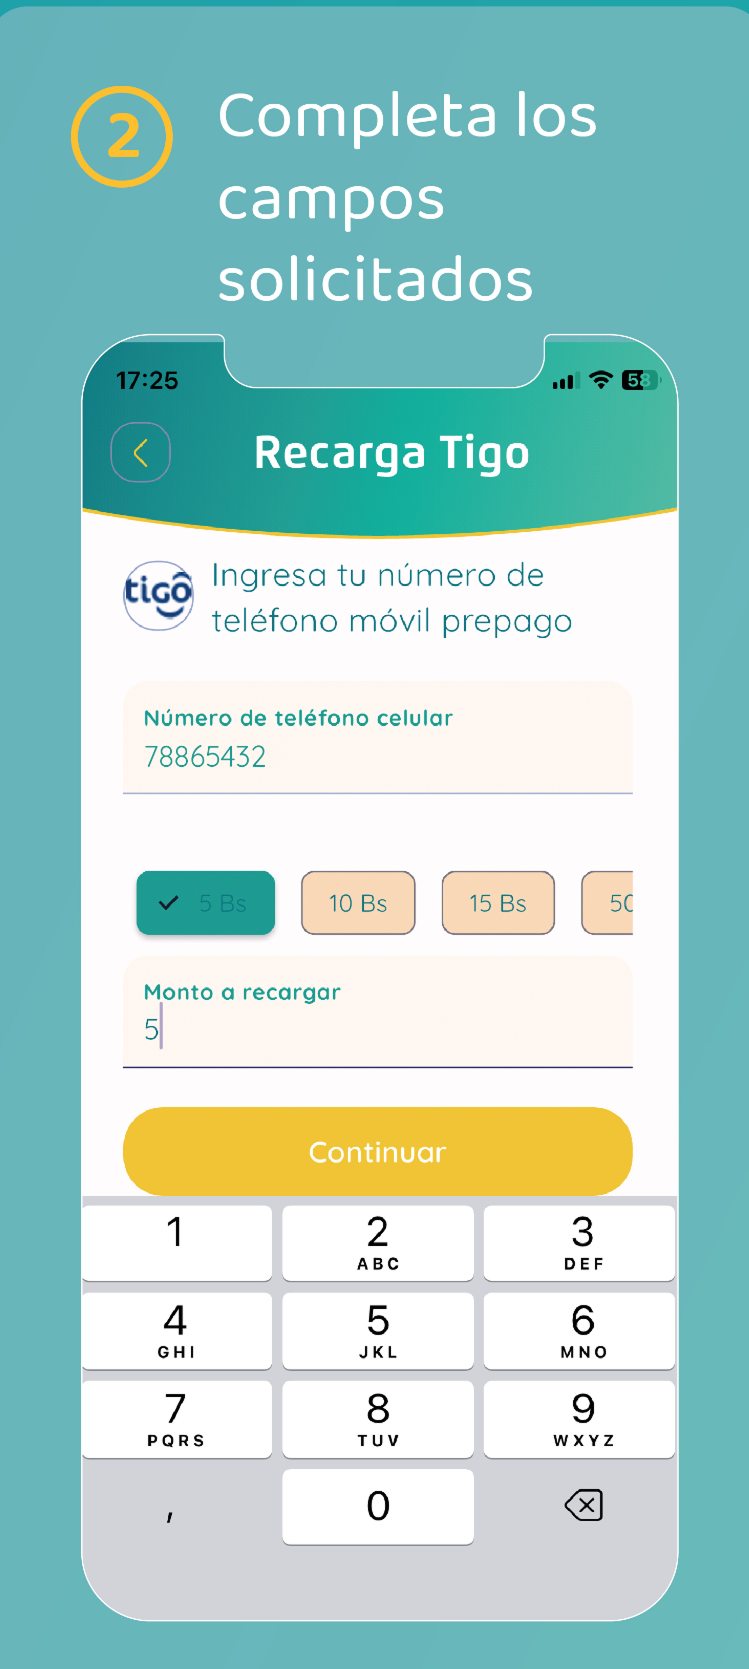 2
Completa los
campos
solicitados
17:25
58
Recarga Tigo
tigo
Ingresa tu número de
teléfono móvil prepago
Número de teléfono celular
78865432
5 Bs
10 Bs
15 Bs
50
Monto a recargar
5
Continuar
1
2
3
ABC
DEF
4
5
6
GHI
JKL
MNO
7
8
9
PQRS
TUV
WXYZ
,
0